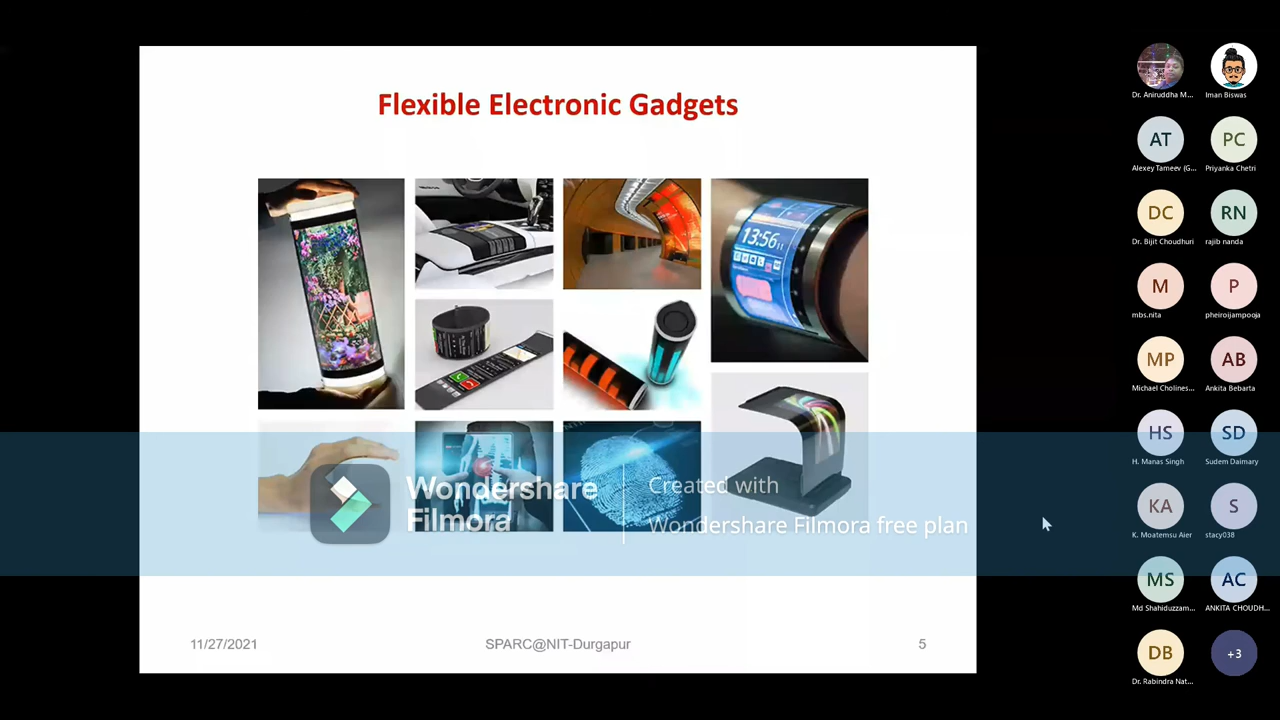 Flexible Electronic Gadgets
13:56
Wondershare
Filmora
Created with
Wondershare Filmora free plan
11/27/2021
SPARC@NIT-Durgapur
5
Dr. Aniruddha M...
Iman Biswas
AT
PC
Alexey Tameev (G...
Priyanka Chetri
DC
RN
Dr. Bijit Choudhuri
rajib nanda
M
P
mbs.nita
pheiroijampooja
MP
AB
Michael Cholines...
Ankita Bebarta
HS
SD
H. Manas Singh
Sudem Daimary
KA
S
K. Moatemsu Aier
stacy038
MS
AC
Md Shahiduzzam...
ANKITA CHOUDH...
DB
+3
Dr. Rabindra Nat...